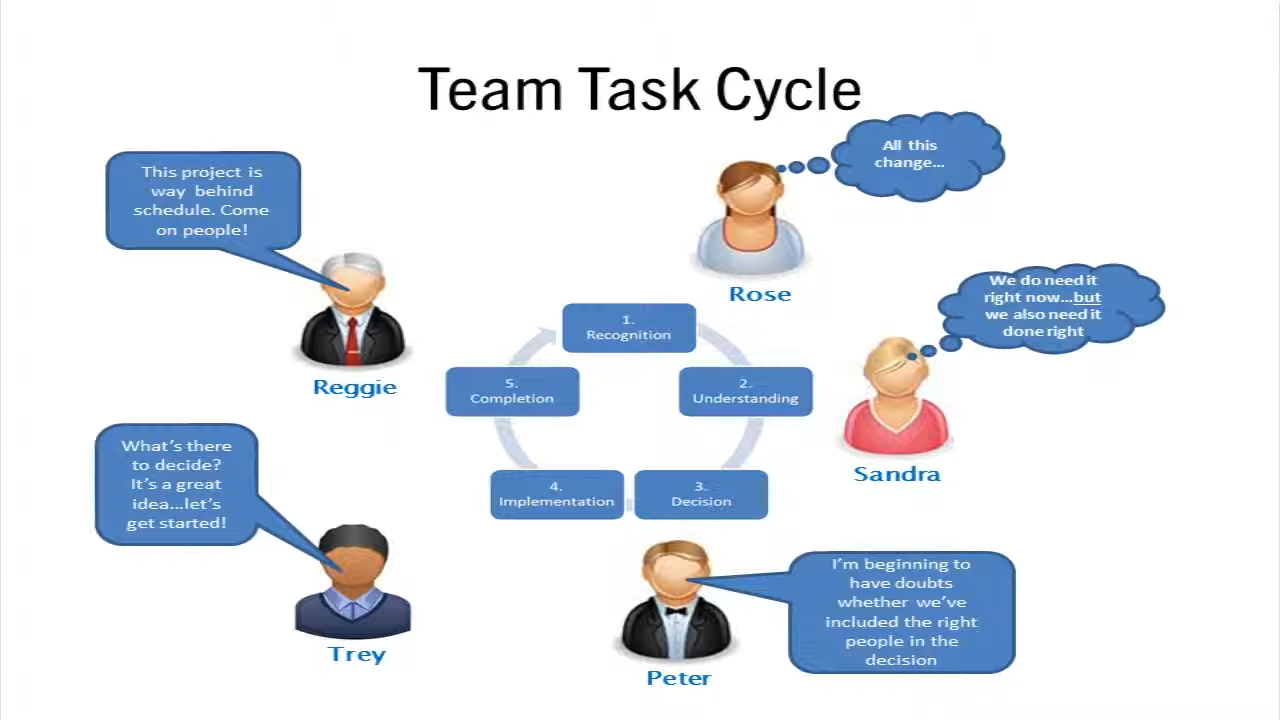 Team Task Cycle
All this
change...
This project is
way behind
schedule. Come
on people!
Rose
We do need it
right now...but
we also need it
done right
Reggie
1.
Recognition
5.
Completion
2.
Understanding
Sandra
What's there
to decide?
It's a great
idea...let's
get started!
4.
Implementation
3.
Decision
Trey
I'm beginning to
have doubts
whether we've
included the right
people in the
decision
Peter